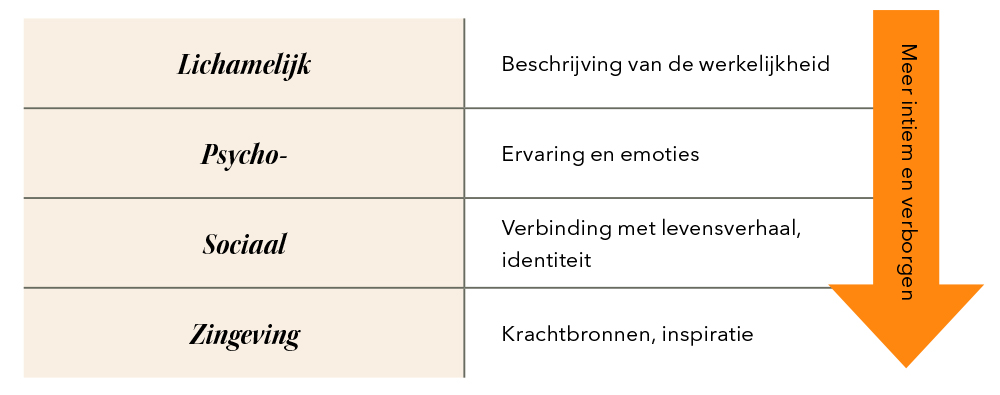 Lichamelijk
Beschrijving van de werkelijkheid
Psycho-
Ervaring en emoties
Sociaal
Verbinding met levensverhaal,
identiteit
Zingeving
Krachtbronnen, inspiratie
Meer intiem en verborgen